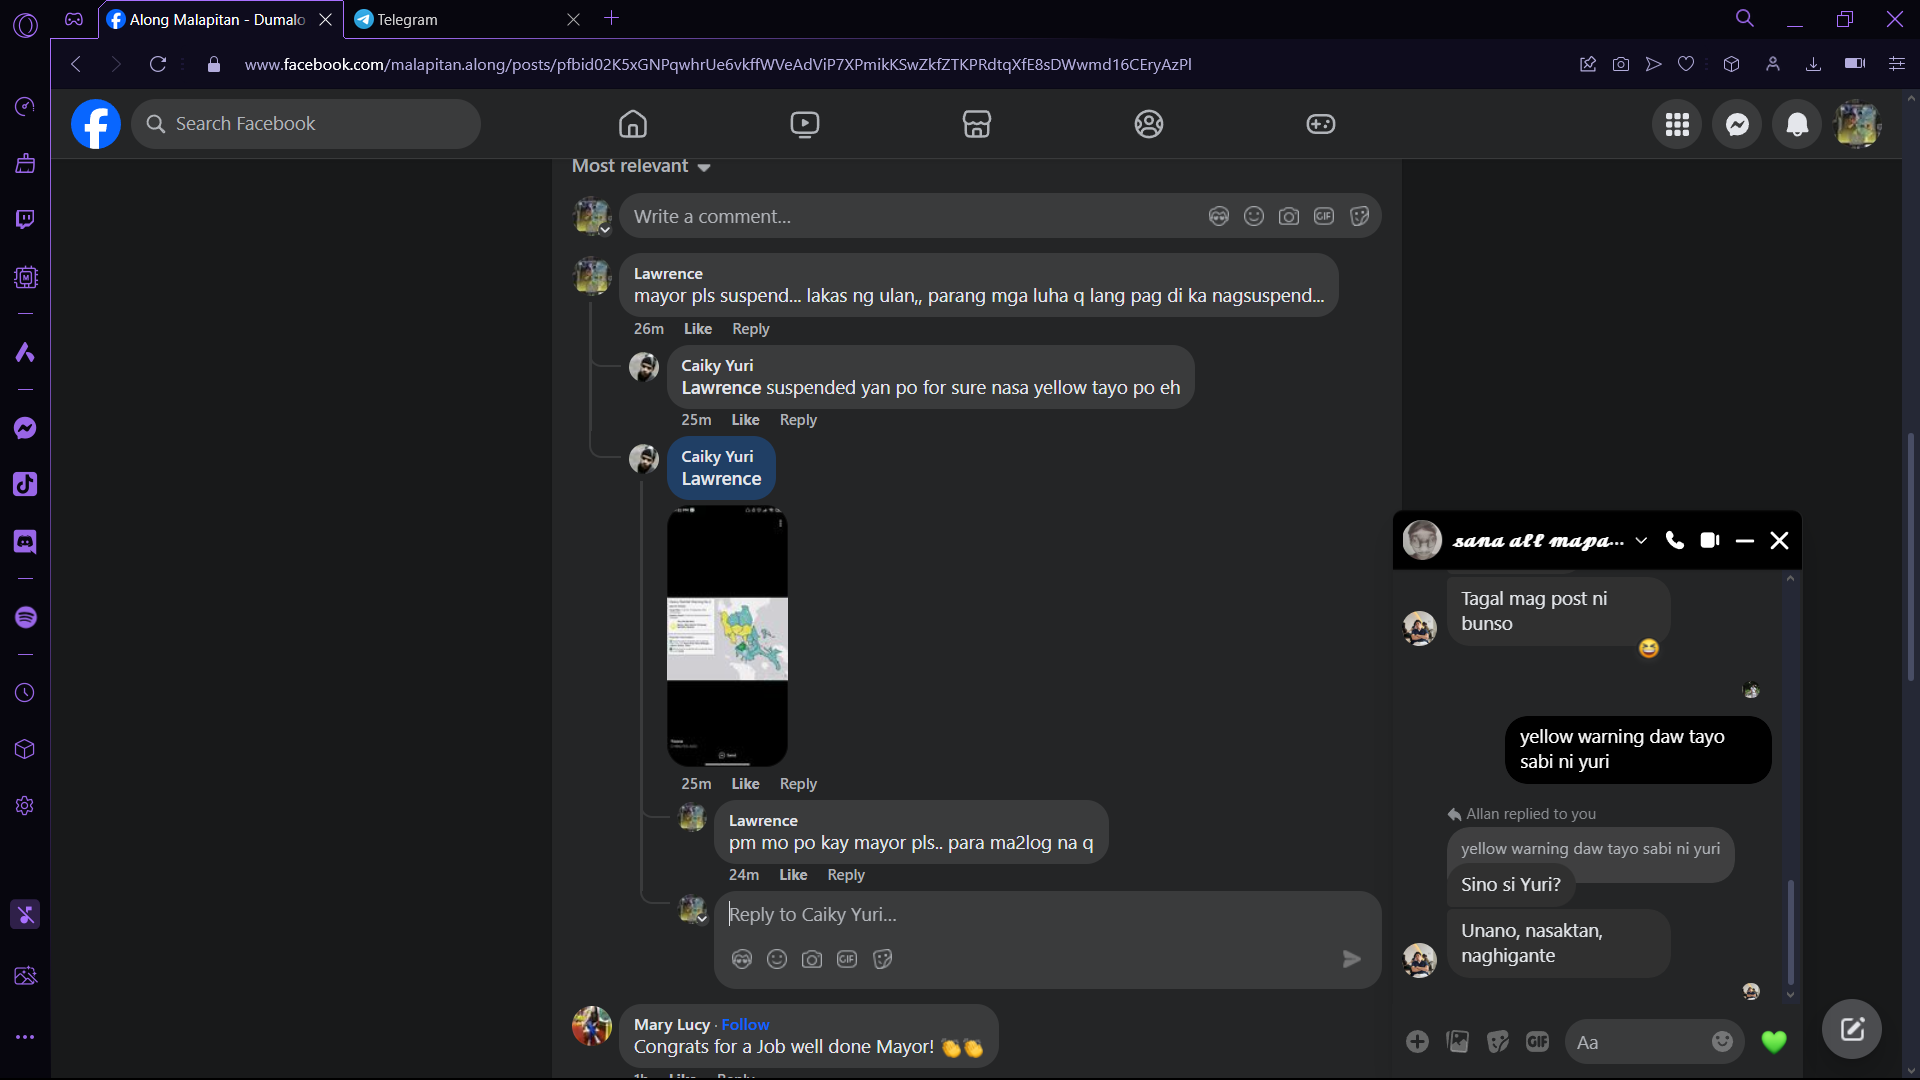 Along Malapitan - Dumalo
Telegram
www.facebook.com/malapitan.along/posts/pfbid02K5xGNPqwhrUe6vkffWVeAdViP7XPmikKSwZkfZTKPRdtqXfE8sDWwmd16CEryAzPl
Search Facebook
Most relevant
Write a comment...
GIF
Lawrence
mayor pls suspend... lakas ng ulan,, parang mga luha q lang pag di ka nagsuspend...
26m Like Reply
Caiky Yuri
Lawrence suspended yan po for sure nasa yellow tayo po eh
25m Like Reply
Caiky Yuri
Lawrence
25m Like Reply
Lawrence
pm mo po kay mayor pls.. para ma2log na q
24m Like Reply
Reply to Caiky Yuri...
GIF
Mary Lucy · Follow
Congrats for a Job well done Mayor! 👏👏
1h Like Reply
sana all mapa...
Tagal mag post ni
bunso
😆
yellow warning daw tayo
sabi ni yuri
Allan replied to you
yellow warning daw tayo sabi ni yuri
Sino si Yuri?
Unano, nasaktan,
naghigante
GIF
Aa